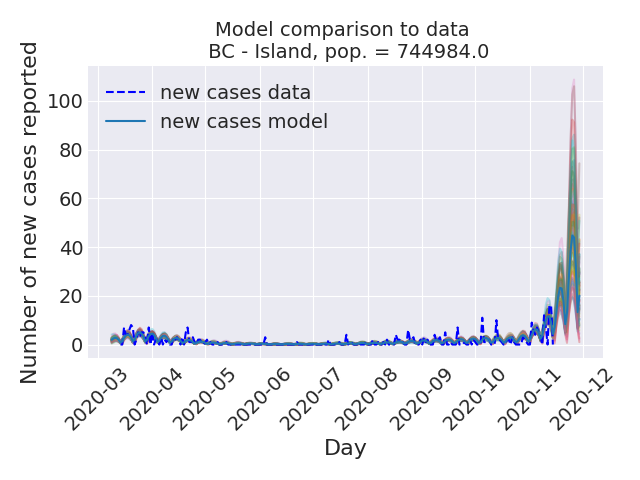 Model comparison to data
BC - Island, pop. = 744984.0
Number of new cases reported
100
80
60
40
20
0
new cases data
new cases model
2020-03
2020-04
2020-05
2020-06
2020-07
2020-08
2020-09
2020-10
2020-11
2020-12
Day